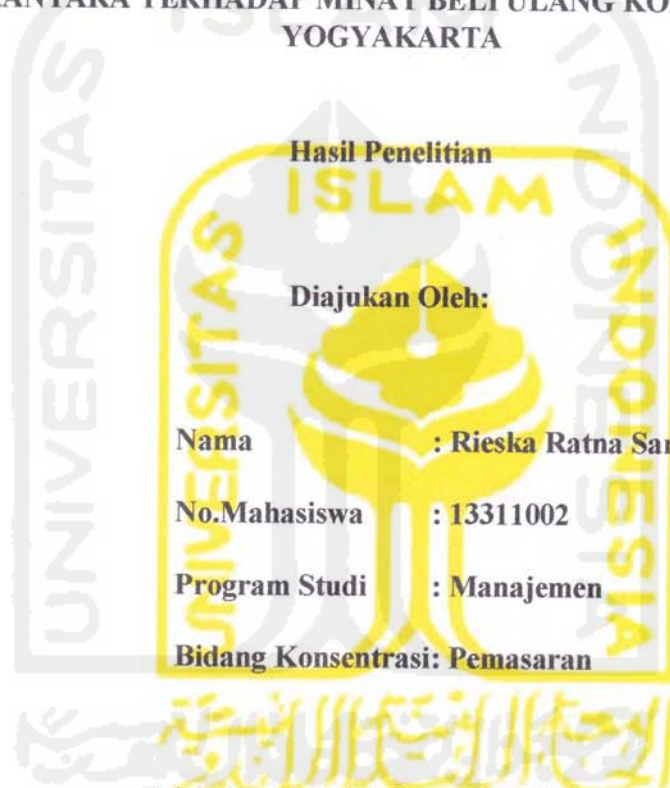 TERHADAP MINAT BELI ULANG
YOGYAKARTA
Hasil Penelitian
ISLAM
Diajukan Oleh:
UNIVERSITAS
INDONESIA
Nama : Rieska Ratna
No.Mahasiswa : 13311002
Program Studi : Manajemen
Bidang Konsentrasi: Pemasaran